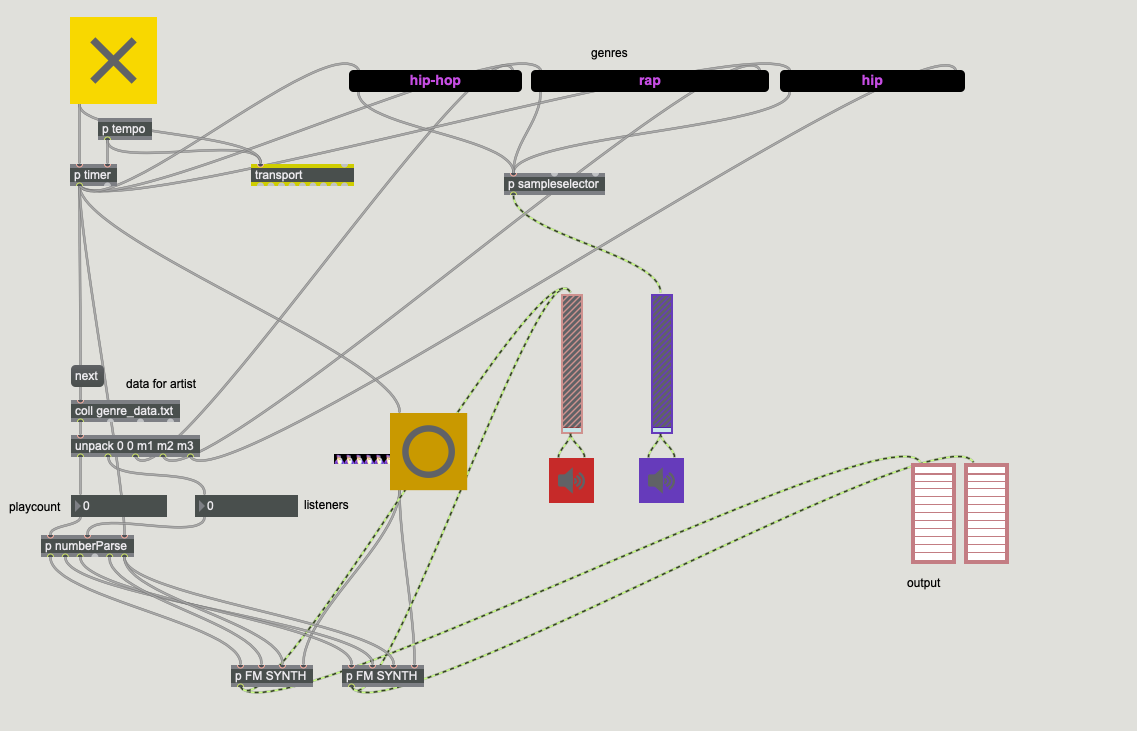 genres
hip-hop
rap
hip
p tempo
p timer
transport
p sampleselector
next
data for artist
coll genre_data.txt
unpack 0 0 m1 m2 m3
playcount
0
0
listeners
p numberParse
output
p FM SYNTH
p FM SYNTH